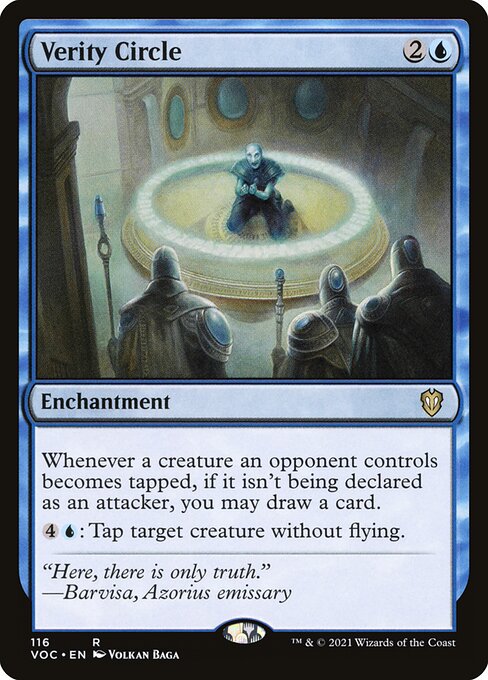 Verity Circle 2
Enchantment
Whenever a creature an opponent controls
becomes tapped, if it isn't being declared
as an attacker, you may draw a card.
4 : Tap target creature without flying.
“Here, there is only truth.”
—Barvisa, Azorius emissary
116 R
VOC • EN Volkan Baga
™ & © 2021 Wizards of the Coast